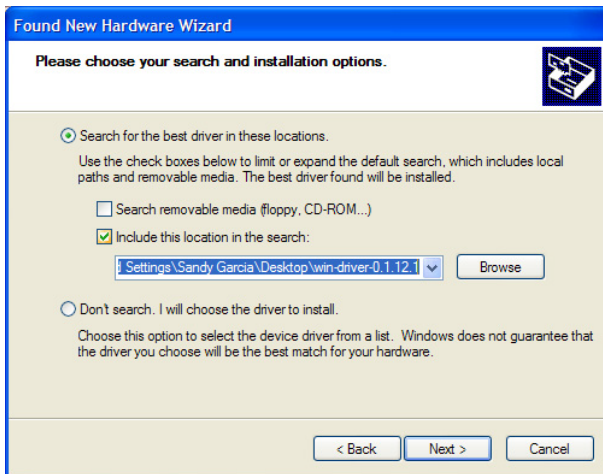 Found New Hardware Wizard
Please choose your search and installation options.
Search for the best driver in these locations.
Use the check boxes below to limit or expand the default search, which includes local
paths and removable media. The best driver found will be installed.
Search removable media (floppy, CD-ROM...)
Include this location in the search:
d Settings\Sandy Garcia\Desktop\win-driver-0.1.12.1
Browse
Don't search. I will choose the driver to install.
Choose this option to select the device driver from a list. Windows does not guarantee that
the driver you choose will be the best match for your hardware.
< Back
Next >
Cancel